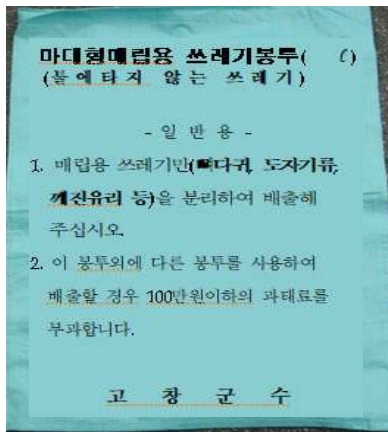 마대형매립용 쓰레기봉투( ℓ)
(불에타지 않는 쓰레기)
- 일 반 용 -
1. 매립용 쓰레기만(뼈다귀, 도자기류,
깨진유리 등)을 분리하여 배출해
주십시오.
2. 이 봉투외에 다른 봉투를 사용하여
배출할 경우 100만원이하의 과태료를
부과합니다.
고 창 군 수